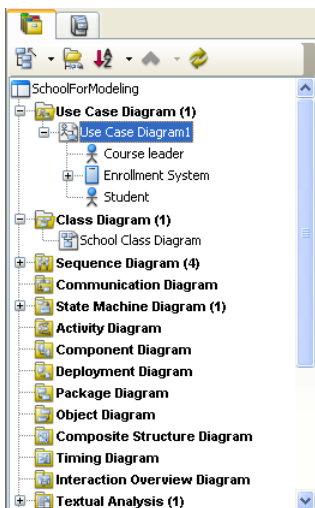 SchoolForModeling
Use Case Diagram (1)
Use Case Diagram1
Course leader
Enrollment System
Student
Class Diagram (1)
School Class Diagram
Sequence Diagram (4)
Communication Diagram
State Machine Diagram (1)
Activity Diagram
Component Diagram
Deployment Diagram
Package Diagram
Object Diagram
Composite Structure Diagram
Timing Diagram
Interaction Overview Diagram
Textual Analysis (1)